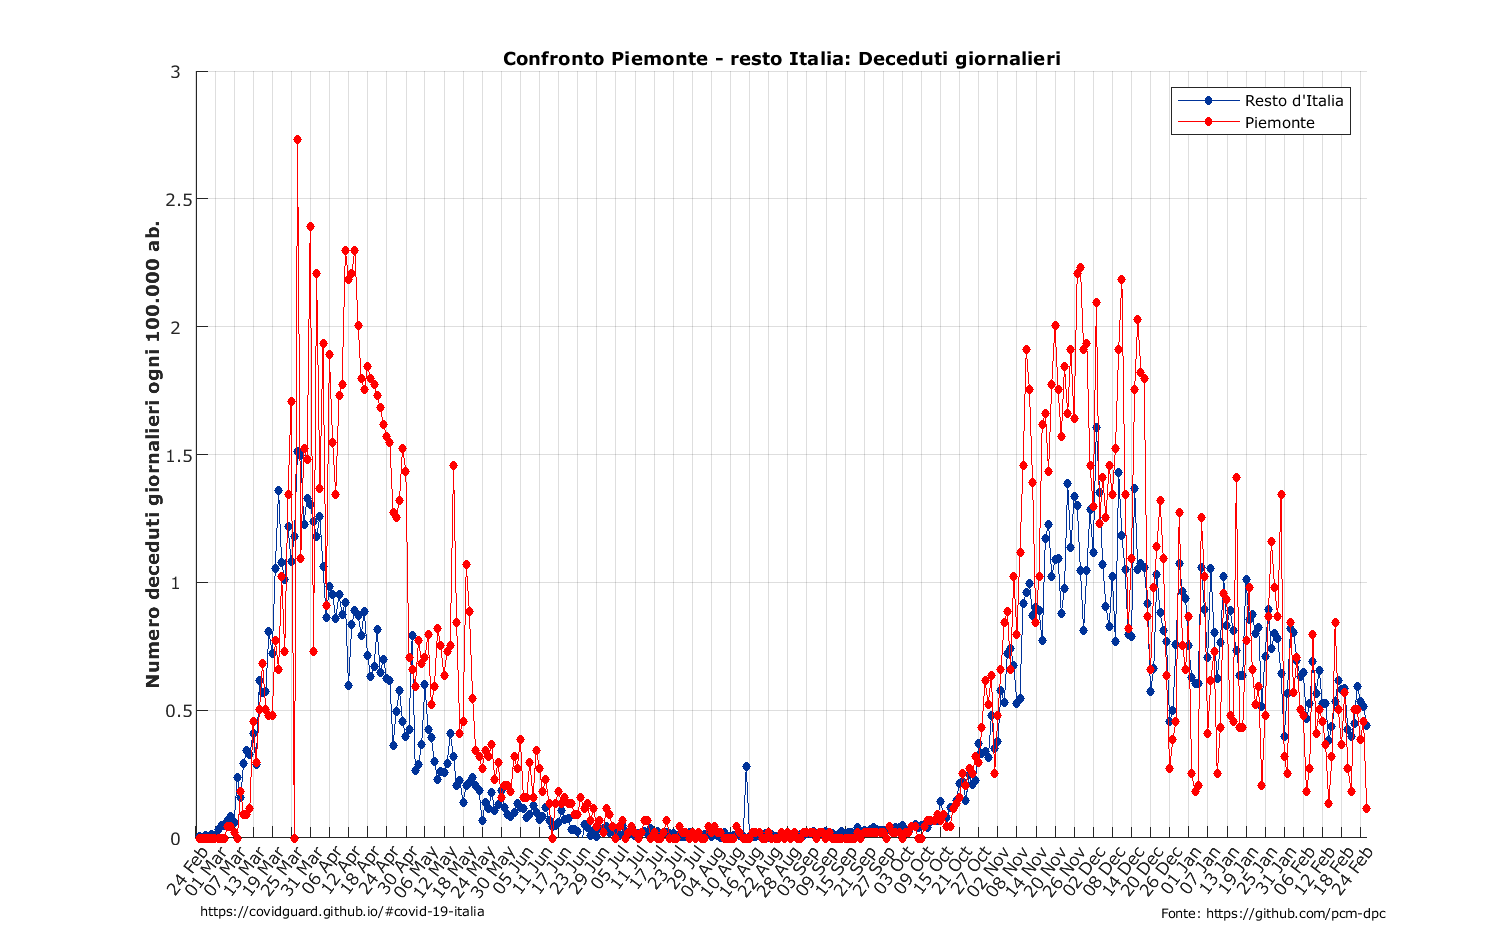 Confronto Piemonte - resto Italia: Deceduti giornalieri
Resto d'Italia
Piemonte
Numero deceduti giornalieri ogni 100.000 ab.
3
2.5
2
1.5
1
0.5
0
24 Feb
01 Mar
07 Mar
13 Mar
19 Mar
25 Mar
31 Mar
06 Apr
12 Apr
18 Apr
24 Apr
30 Apr
06 May
12 May
18 May
24 May
30 May
05 Jun
11 Jun
17 Jun
23 Jun
29 Jun
05 Jul
11 Jul
17 Jul
23 Jul
29 Jul
04 Aug
10 Aug
16 Aug
22 Aug
28 Aug
03 Sep
09 Sep
15 Sep
21 Sep
27 Sep
03 Oct
09 Oct
15 Oct
21 Oct
27 Oct
02 Nov
08 Nov
14 Nov
20 Nov
26 Nov
02 Dec
08 Dec
14 Dec
20 Dec
26 Dec
01 Jan
07 Jan
13 Jan
19 Jan
25 Jan
31 Jan
06 Feb
12 Feb
18 Feb
24 Feb
https://covidguard.github.io/#covid-19-italia
Fonte: https://github.com/pcm-dpc